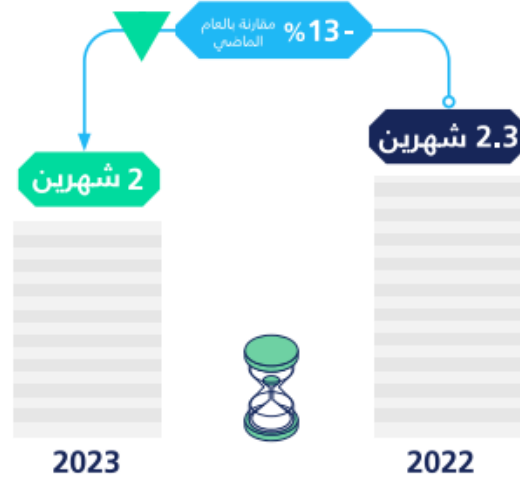 -13% مقارنة بالعام
الماضي
2.3 شهرين
2 شهرين
2022
2023